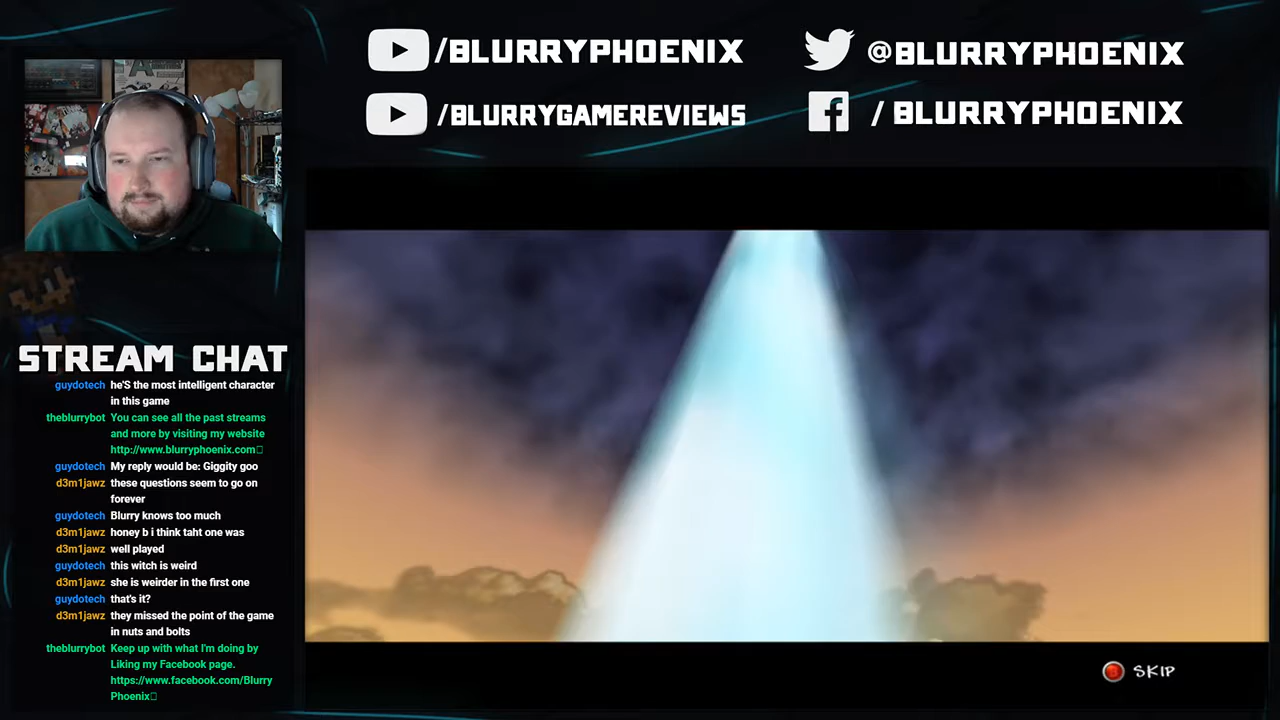 /BLURRYPHOENIX
@BLURRYPHOENIX
/BLURRYGAMEREVIEWS
/ BLURRYPHOENIX
STREAM CHAT
guydotech he'S the most intelligent character
in this game
theblurrybot You can see all the past streams
and more by visiting my website
http://www.blurryphoenix.com
guydotech My reply would be: Giggity goo
d3m1jawz these questions seem to go on
forever
guydotech Blurry knows too much
d3m1jawz honey b i think taht one was
d3m1jawz well played
guydotech this witch is weird
d3m1jawz she is weirder in the first one
guydotech that's it?
d3m1jawz they missed the point of the game
in nuts and bolts
theblurrybot Keep up with what I'm doing by
Liking my Facebook page.
https://www.facebook.com/Blurry
Phoenix
B SKIP